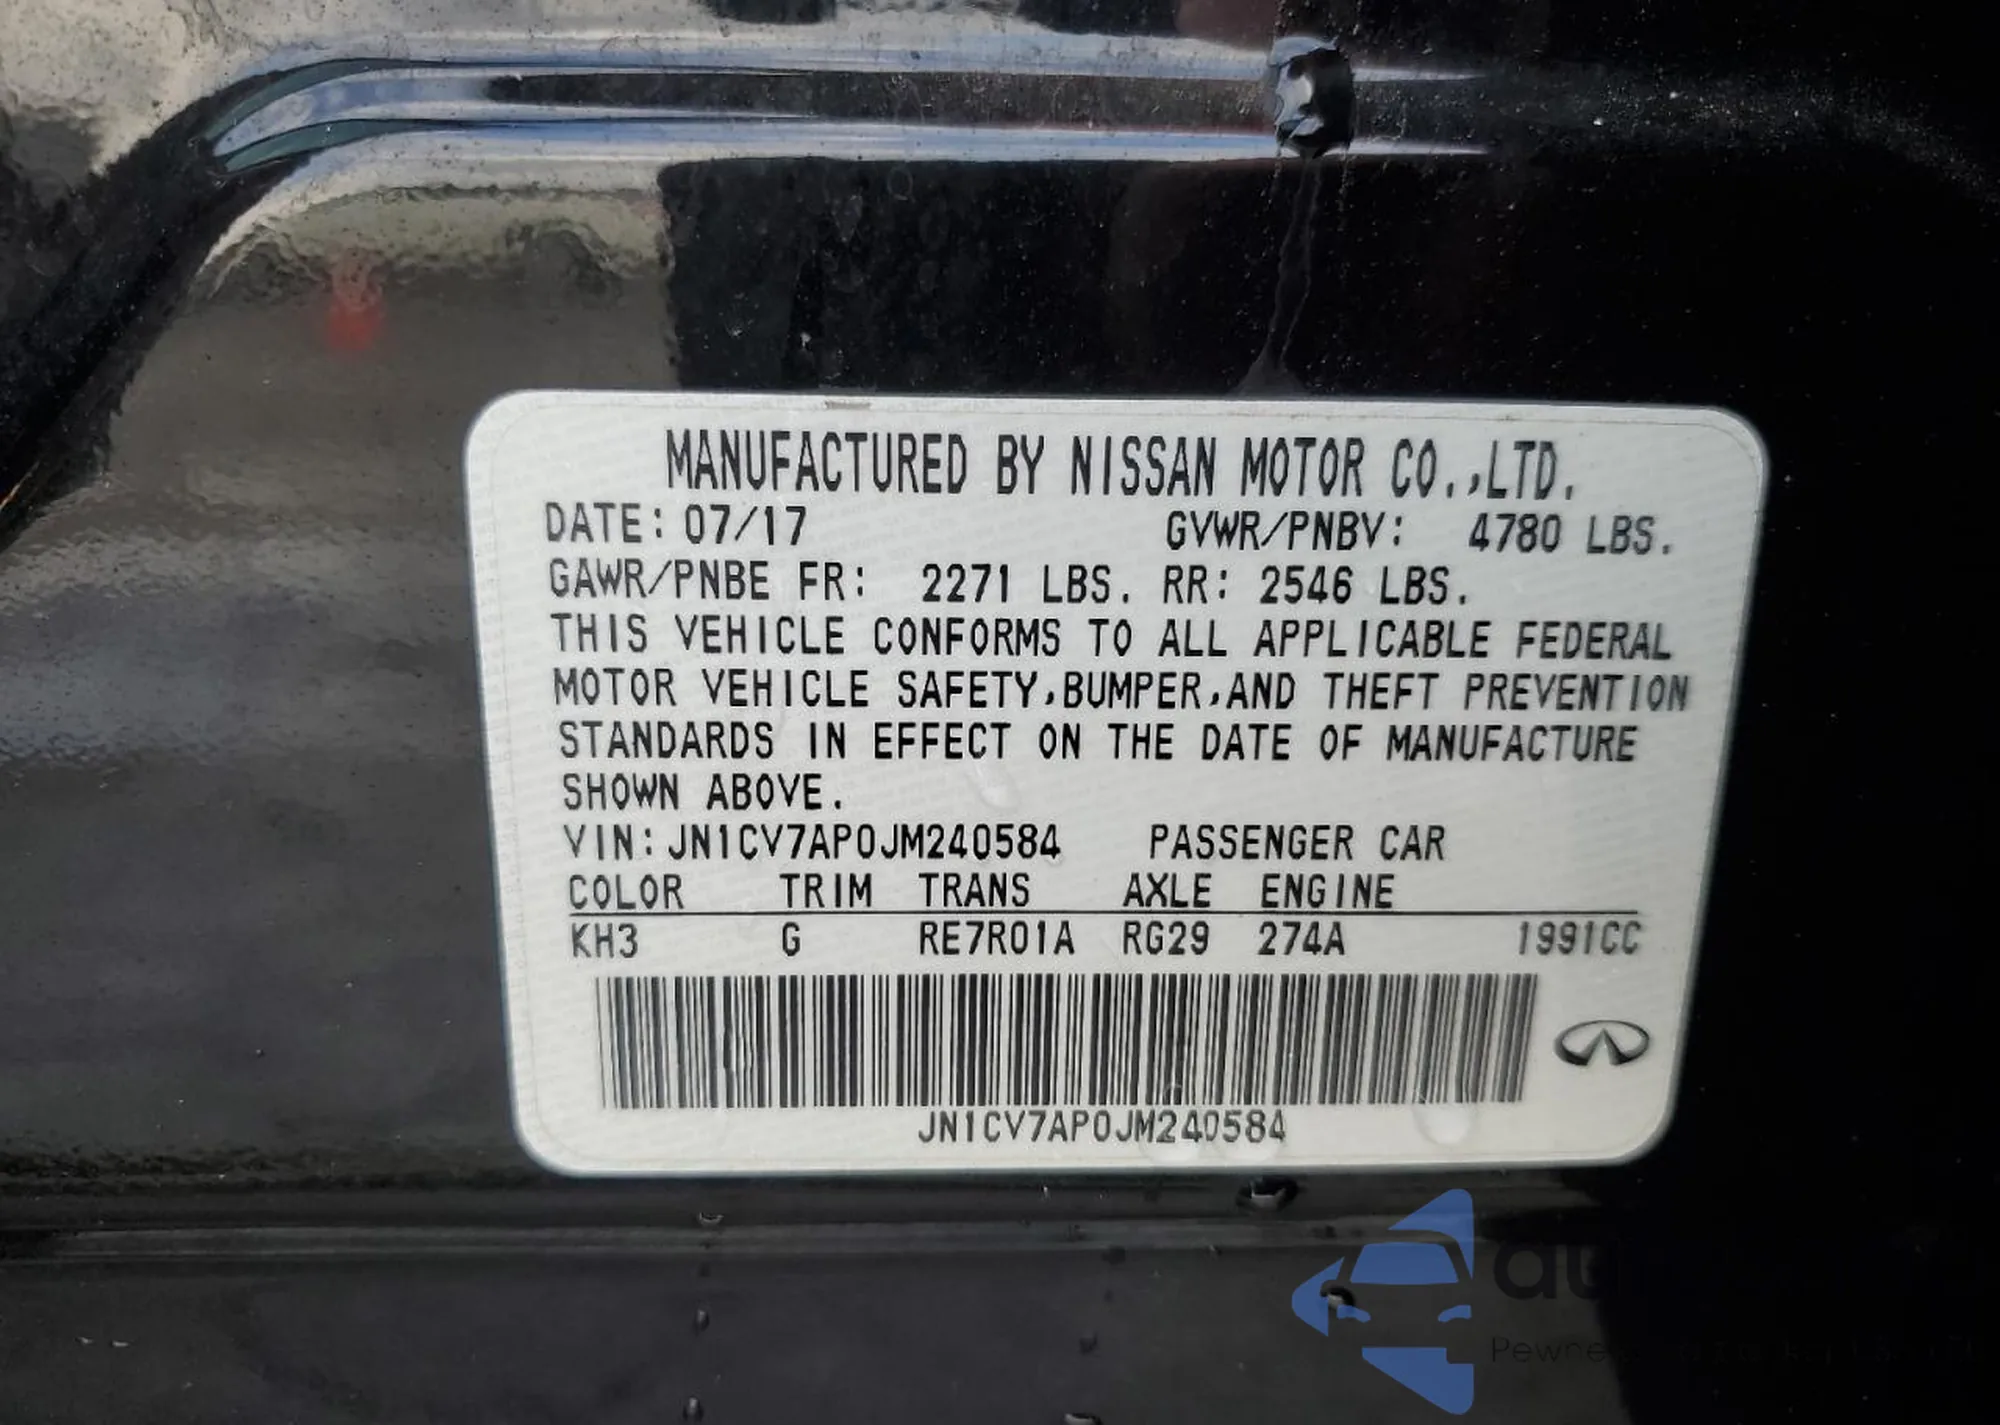 MANUFACTURED BY NISSAN MOTOR CO.,LTD.
DATE: 07/17 GVWR/PNBV: 4780 LBS.
GAWR/PNBE FR: 2271 LBS. RR: 2546 LBS.
THIS VEHICLE CONFORMS TO ALL APPLICABLE FEDERAL
MOTOR VEHICLE SAFETY,BUMPER,AND THEFT PREVENTION
STANDARDS IN EFFECT ON THE DATE OF MANUFACTURE
SHOWN ABOVE.
VIN: JN1CV7AP0JM240584 PASSENGER CAR
COLOR TRIM TRANS AXLE ENGINE
KH3 G RE7R01A RG29 274A 1991CC
JN1CV7AP0JM240584